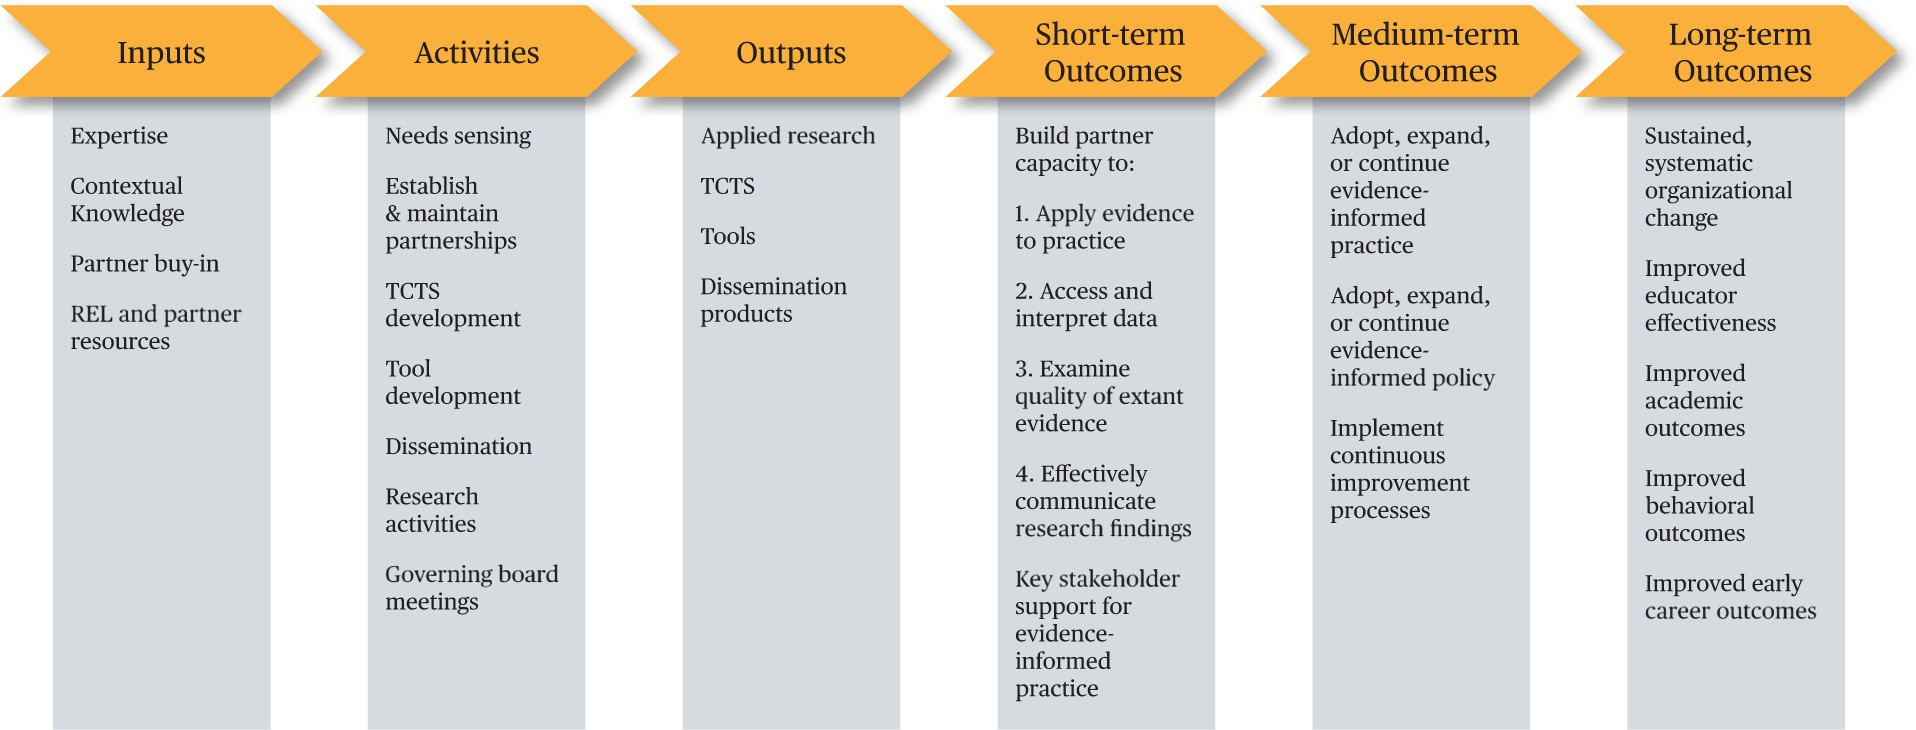 Inputs
Expertise
Contextual
Knowledge
Partner buy-in
REL and partner
resources
Activities
Needs sensing
Establish
& maintain
partnerships
TCTS
development
Tool
development
Dissemination
Research
activities
Governing board
meetings
Outputs
Applied research
TCTS
Tools
Dissemination
products
Short-term
Outcomes
Build partner
capacity to:
1. Apply evidence
to practice
2. Access and
interpret data
3. Examine
quality of extant
evidence
4. Effectively
communicate
research findings
Key stakeholder
support for
evidence-
informed
practice
Medium-term
Outcomes
Adopt, expand,
or continue
evidence-
informed
practice
Adopt, expand,
or continue
evidence-
informed policy
Implement
continuous
improvement
processes
Long-term
Outcomes
Sustained,
systematic
organizational
change
Improved
educator
effectiveness
Improved
academic
outcomes
Improved
behavioral
outcomes
Improved early
career outcomes